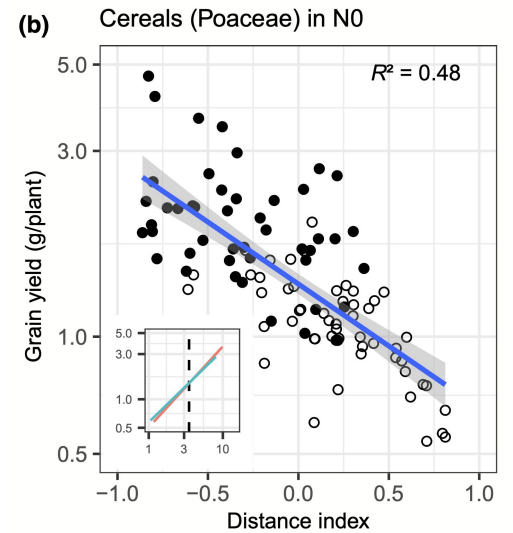 (b)
Cereals (Poaceae) in N0
R² = 0.48
5.0
3.0
1.0
0.5
Grain yield (g/plant)
5.0
3.0
1.0
0.5
1 3 10
−1.0 −0.5 0.0 0.5 1.0
Distance index